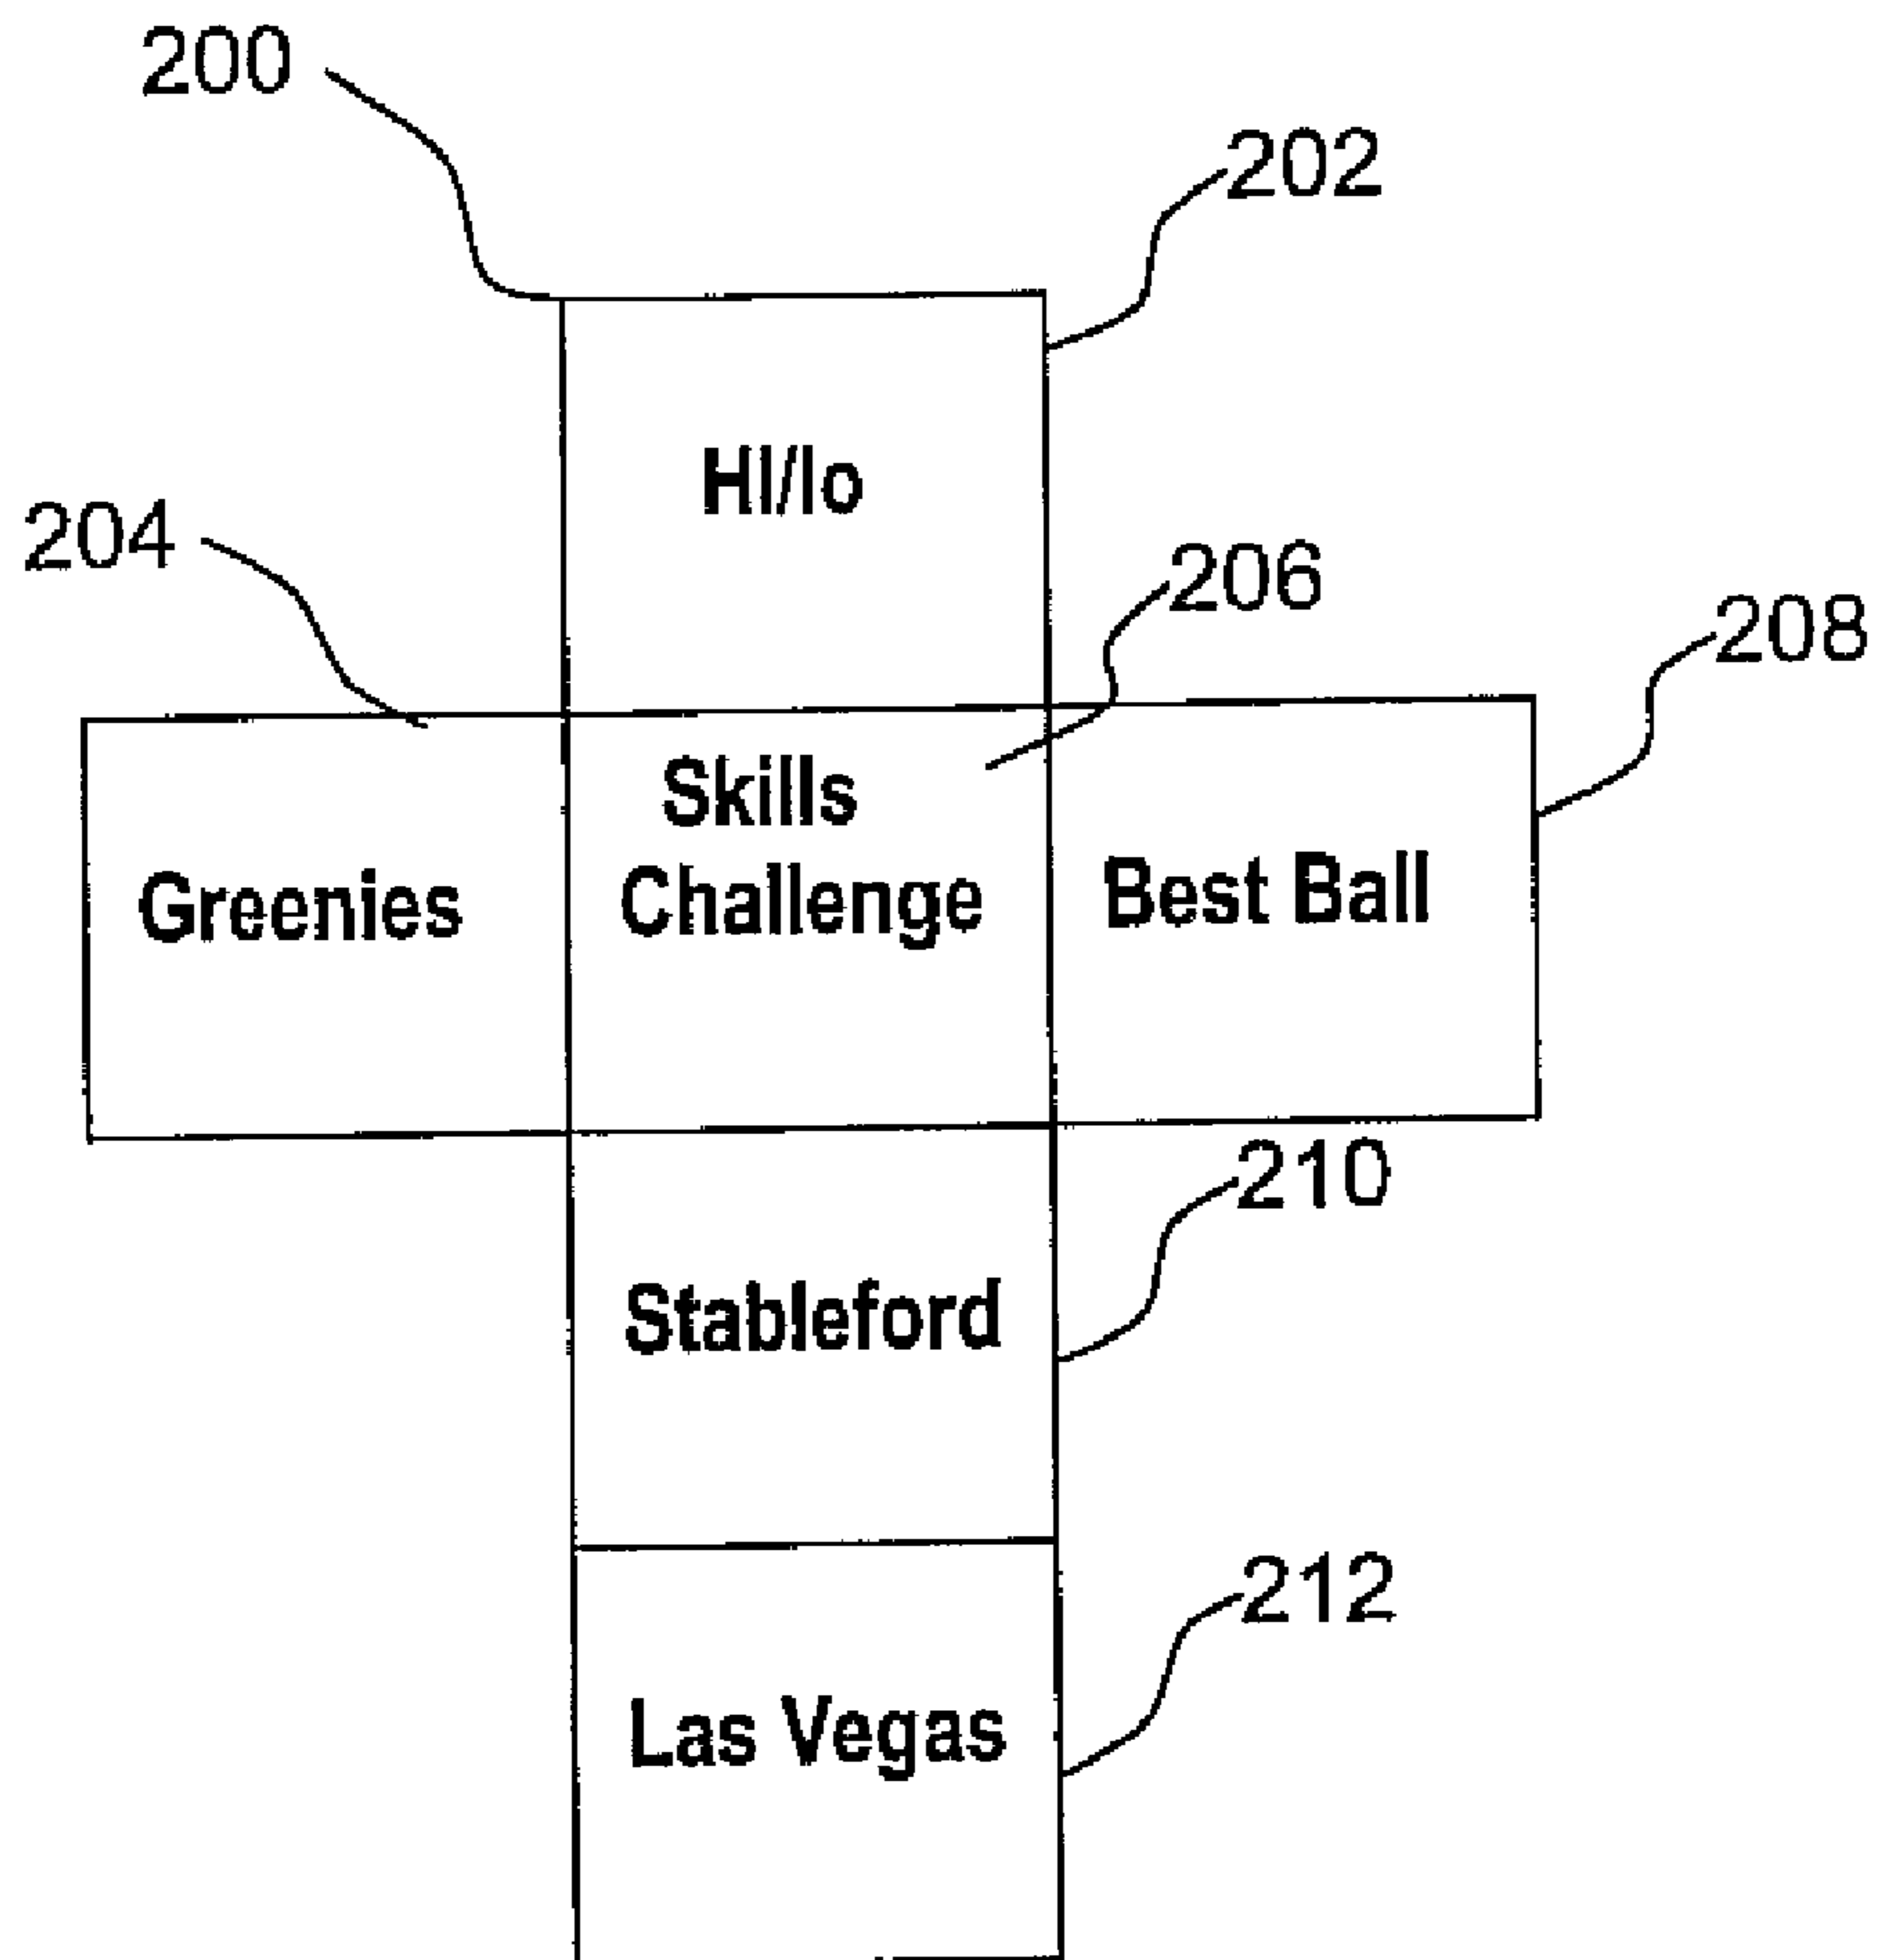 200
202
HI/lo
204
206
208
Skills
Challenge
Greenies
Best Ball
210
Stableford
212
Las Vegas